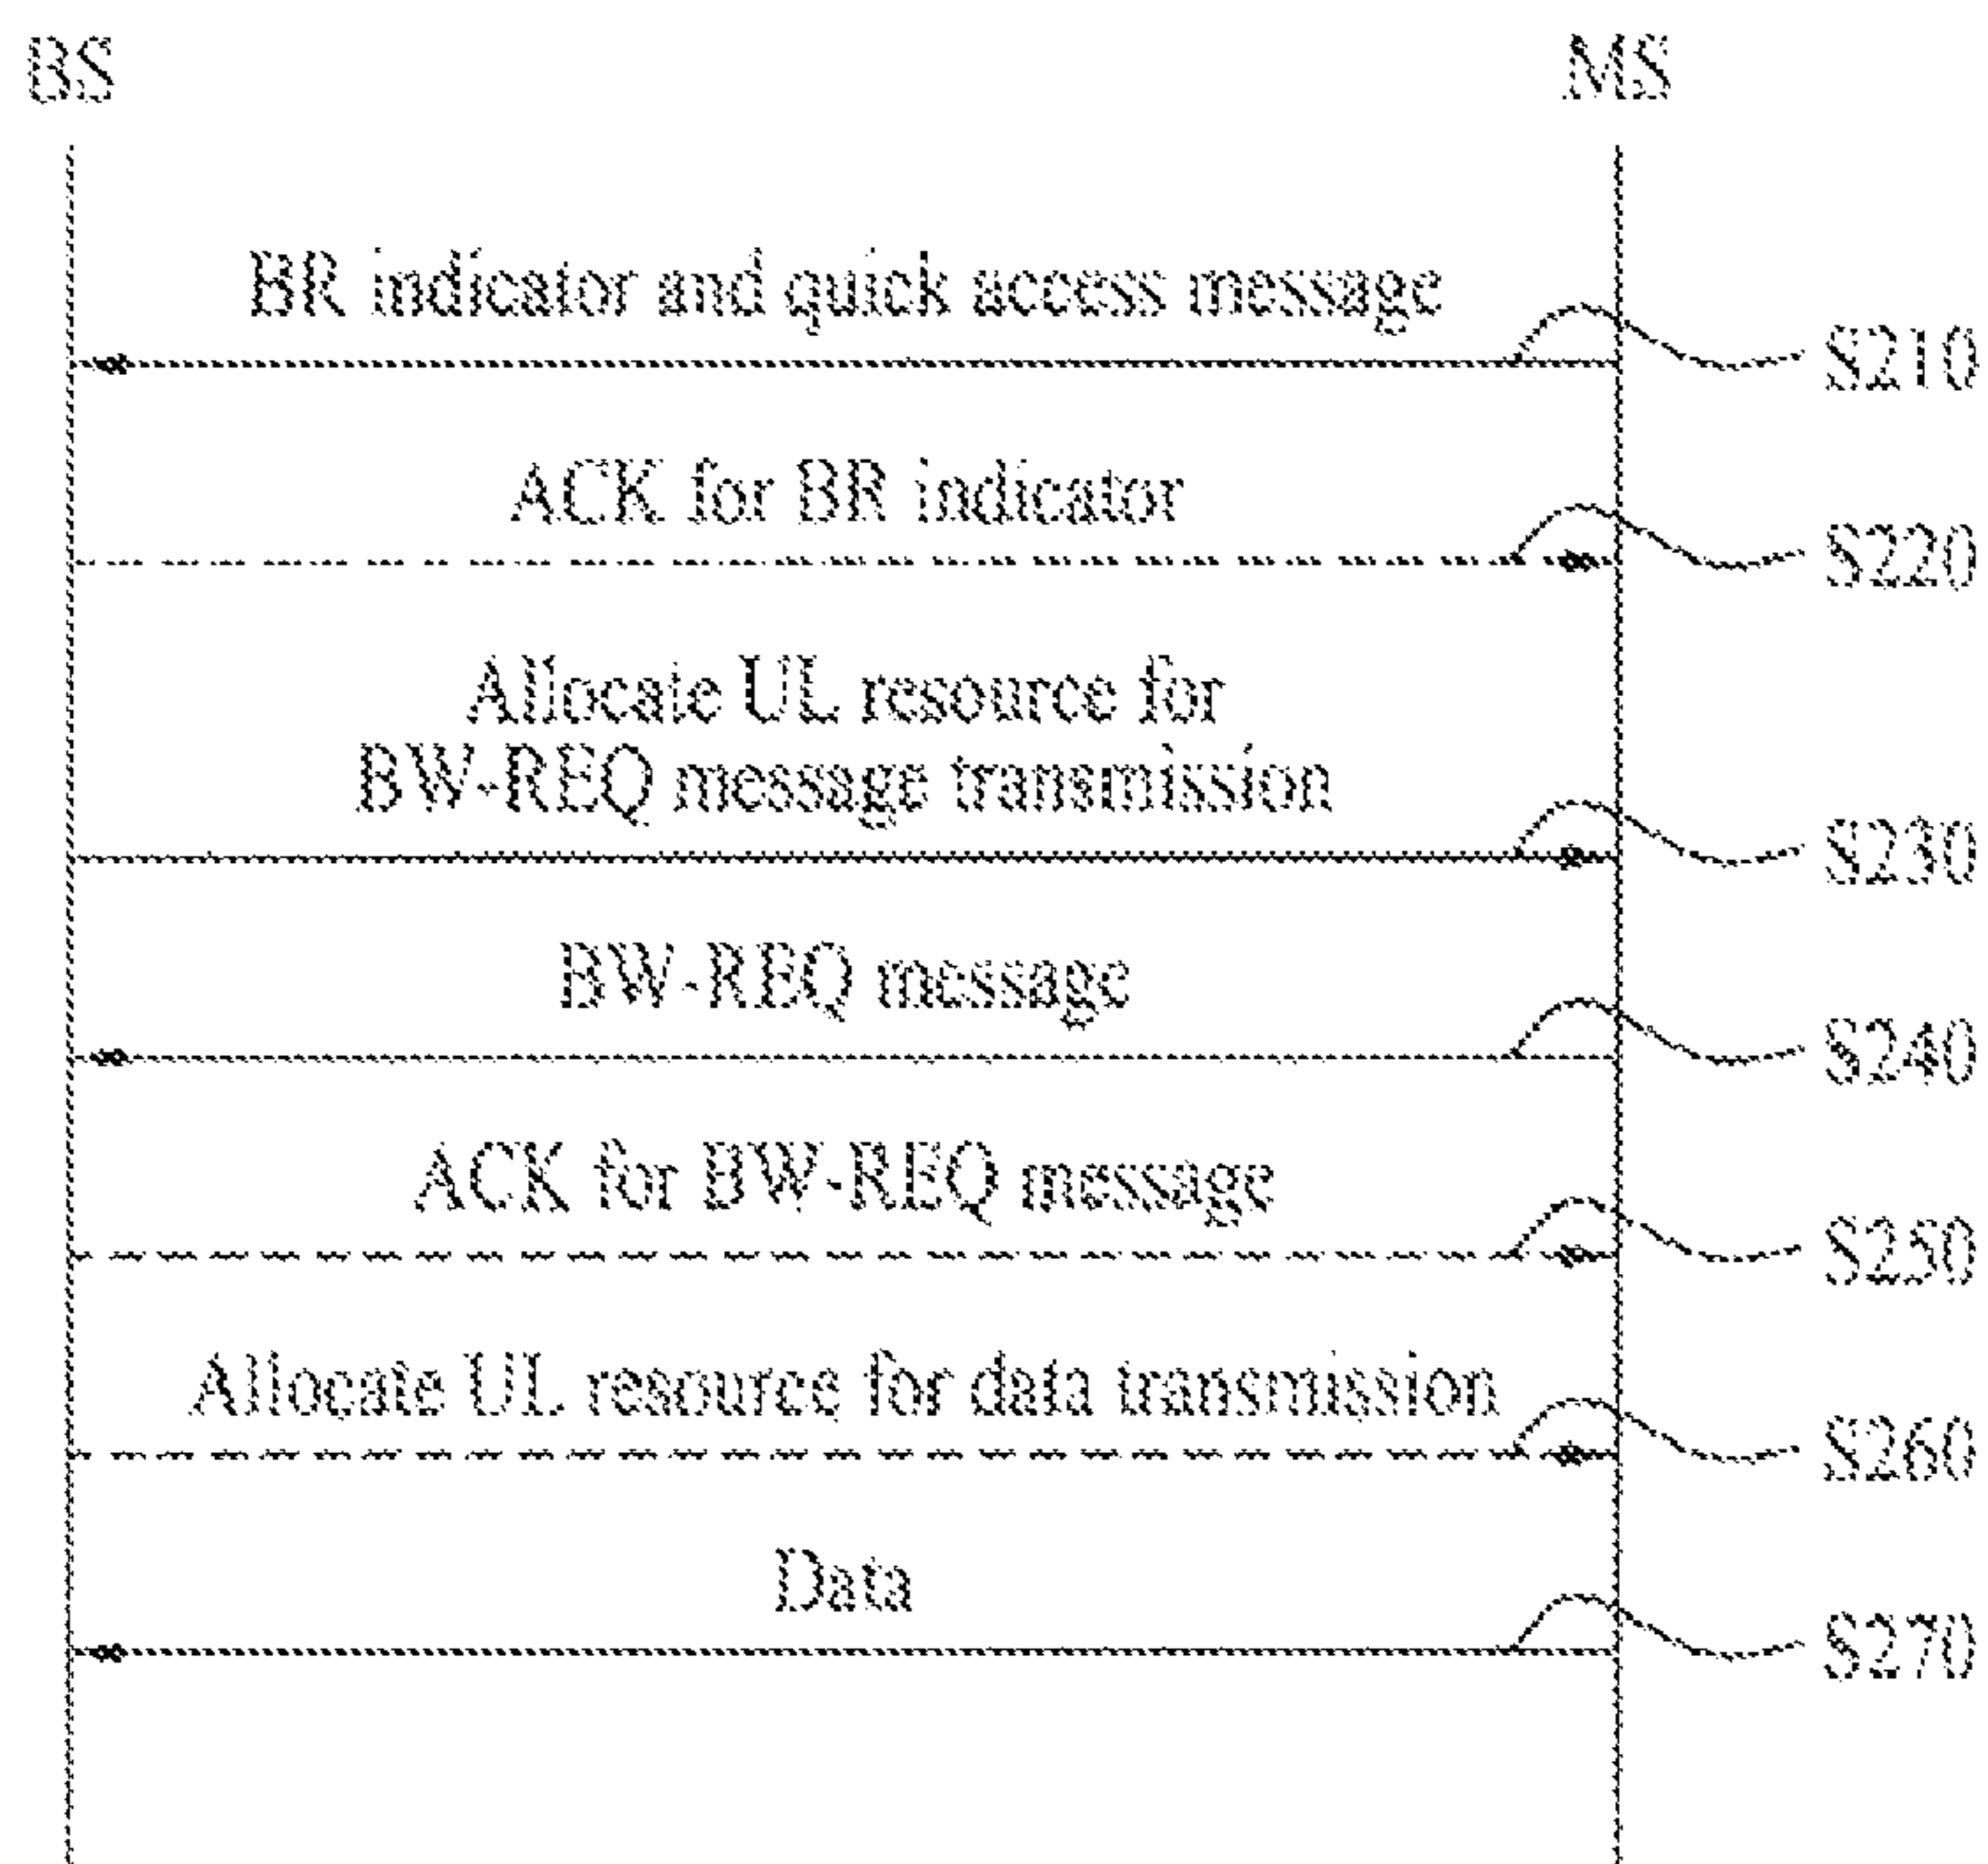 BS
MS
BR indicator and quick access message
S210
ACK for BR indicator
S220
Allocate UL resource for
BW-REQ message transmission
S230
BW-REQ message
S240
ACK for BW-REQ message
S250
Allocate UL resource for data transmission
S260
Data
S270